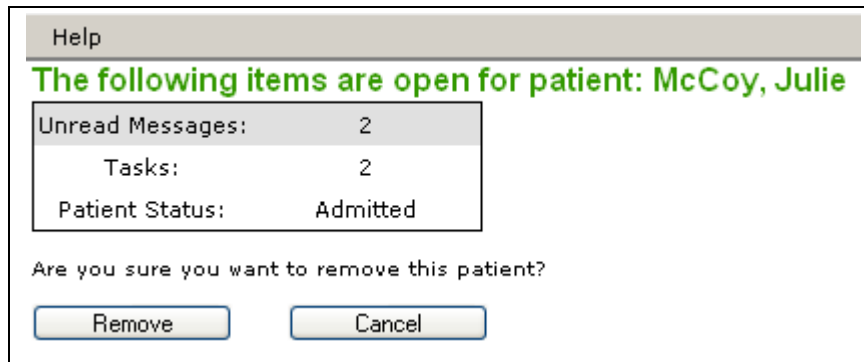 Help
The following items are open for patient: McCoy, Julie
Unread Messages: 2
Tasks: 2
Patient Status: Admitted
Are you sure you want to remove this patient?
Remove Cancel